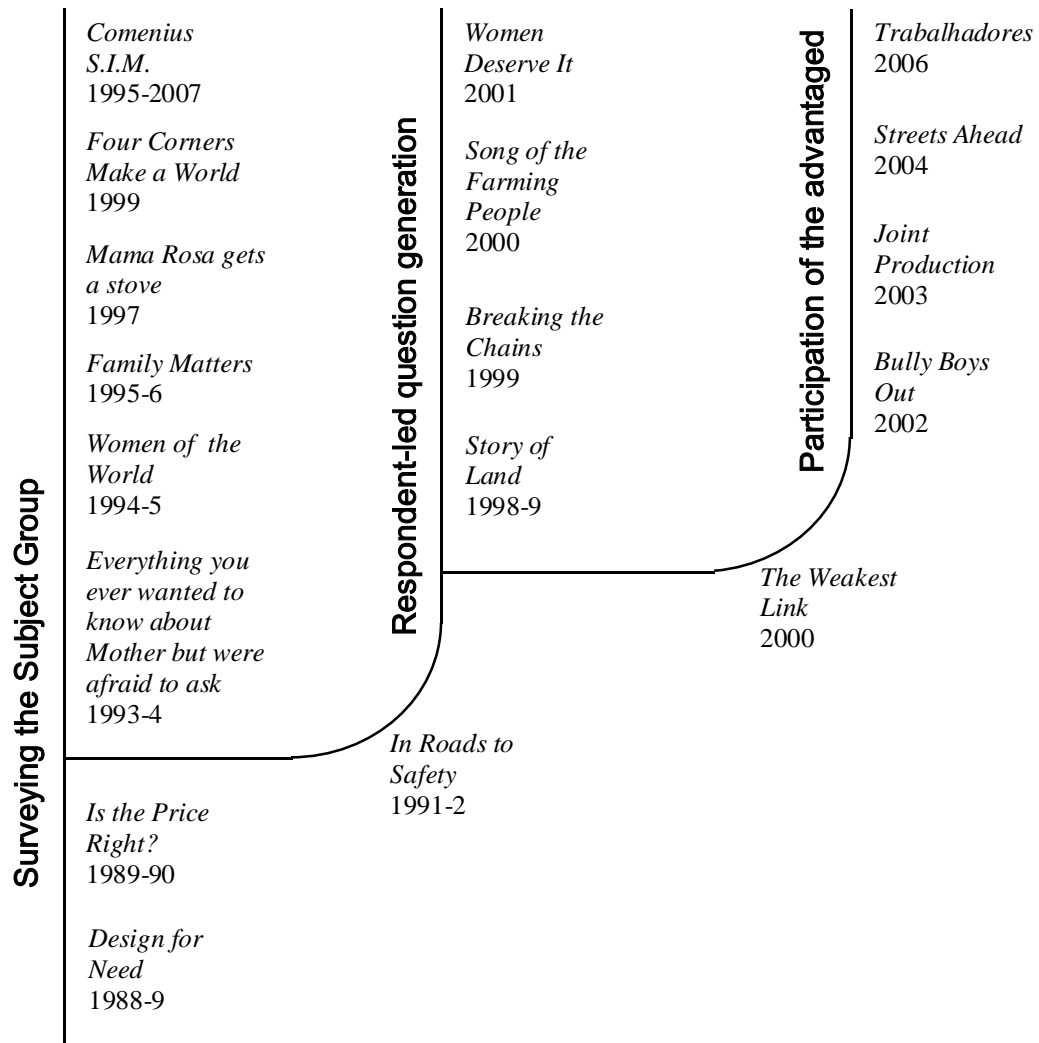 Surveying the Subject Group
Comenius
S.I.M.
1995-2007
Four Corners
Make a World
1999
Mama Rosa gets
a stove
1997
Family Matters
1995-6
Women of the
World
1994-5
Everything you
ever wanted to
know about
Mother but were
afraid to ask
1993-4
Is the Price
Right?
1989-90
Design for
Need
1988-9
Respondent-led question generation
Women
Deserve It
2001
Song of the
Farming
People
2000
Breaking the
Chains
1999
Story of
Land
1998-9
In Roads to
Safety
1991-2
Participation of the advantaged
Trabalhadores
2006
Streets Ahead
2004
Joint
Production
2003
Bully Boys
Out
2002
The Weakest
Link
2000